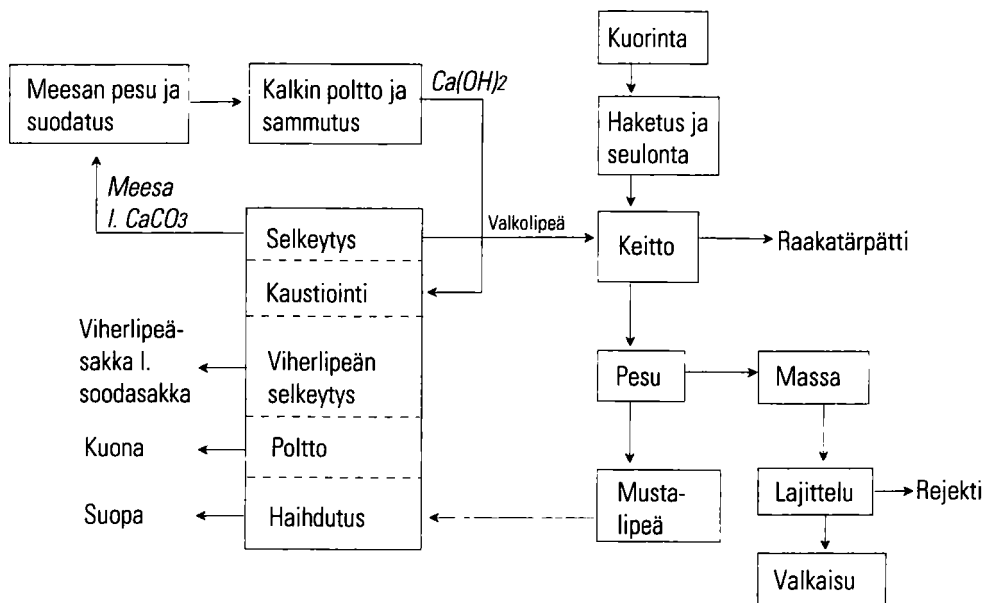 Kuorinta
Meesan pesu ja
suodatus
Kalkin poltto ja
sammutus
Ca(OH)2
Haketus ja
seulonta
Meesa
l. CaCO3
Selkeytys
Valkolipeä
Keitto
Raakatärpätti
Kaustiointi
Viherlipeä-
sakka l.
soodasakka
Viherlipeän
selkeytys
Pesu
Massa
Kuona
Poltto
Suopa
Haihdutus
Musta-
lipeä
Lajittelu
Rejekti
Valkaisu